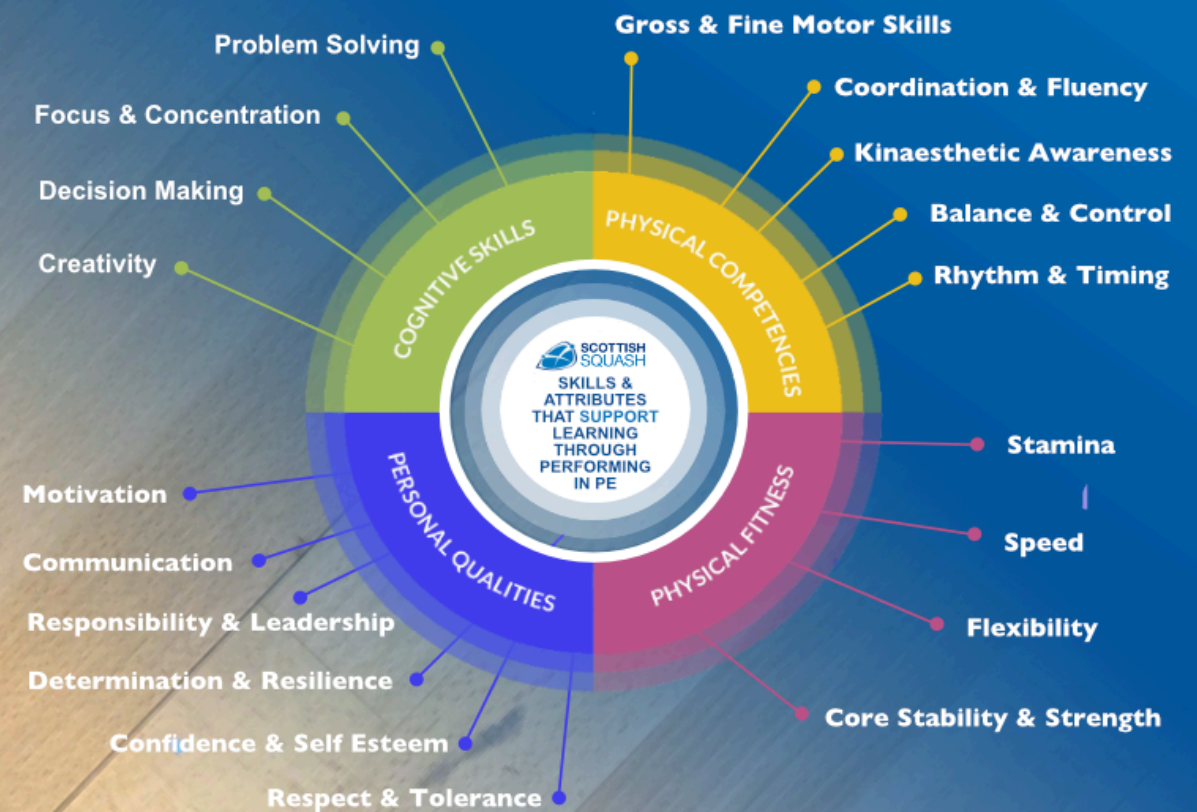 Problem Solving
Focus & Concentration
Decision Making
Creativity
COGNITIVE SKILLS
Gross & Fine Motor Skills
Coordination & Fluency
Kinaesthetic Awareness
Balance & Control
Rhythm & Timing
PHYSICAL COMPETENCIES
SCOTTISH
SQUASH
SKILLS &
ATTRIBUTES
THAT SUPPORT
LEARNING
THROUGH
PERFORMING
IN PE
PERSONAL QUALITIES
Motivation
Communication
Responsibility & Leadership
Determination & Resilience
Confidence & Self Esteem
Respect & Tolerance
PHYSICAL FITNESS
Stamina
Speed
Flexibility
Core Stability & Strength